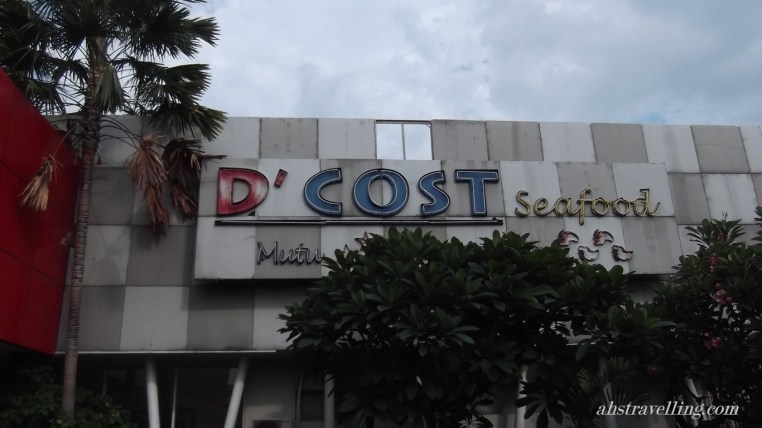 D' COST Seafood
Mutu
ahstravelling.com